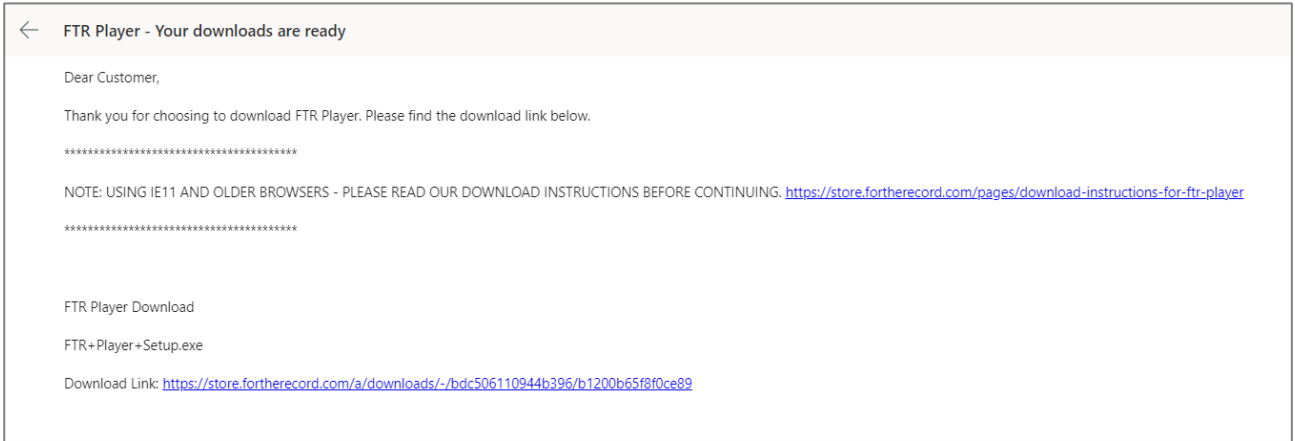 FTR Player - Your downloads are ready
Dear Customer,
Thank you for choosing to download FTR Player. Please find the download link below.
****************************************
NOTE: USING IE11 AND OLDER BROWSERS - PLEASE READ OUR DOWNLOAD INSTRUCTIONS BEFORE CONTINUING. https://store.fortherecord.com/pages/download-instructions-for-ftr-player
****************************************
FTR Player Download
FTR+Player+Setup.exe
Download Link: https://store.fortherecord.com/a/downloads/-/bdc506110944b396/b1200b65f8f0ce89